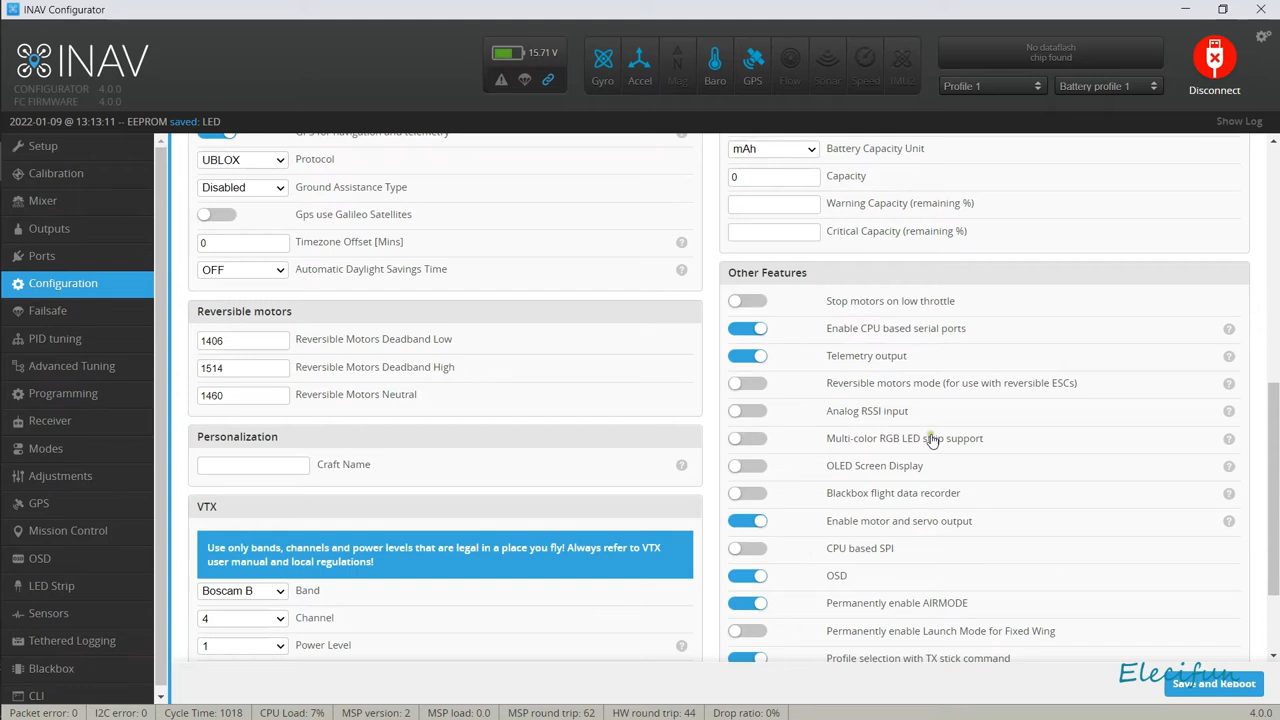 INAV Configurator
INAV
CONFIGURATOR 4.0.0
FC FIRMWARE 4.0.0
15.71 V
Gyro
Accel
Mag
Baro
GPS
Flow
Sonar
Speed
IMU2
No dataflash
chip found
Profile 1
Battery profile 1
Disconnect
2022-01-09 @ 13:13:11 -- EEPROM saved: LED
Show Log
Setup
Calibration
Mixer
Outputs
Ports
Configuration
Failsafe
PID tuning
Advanced Tuning
Programming
Receiver
Modes
Adjustments
GPS
Mission Control
OSD
LED Strip
Sensors
Tethered Logging
Blackbox
CLI
GPS for navigation and telemetry
UBLOX Protocol
Disabled Ground Assistance Type
Gps use Galileo Satellites
0 Timezone Offset [Mins]
OFF Automatic Daylight Savings Time
Reversible motors
1406 Reversible Motors Deadband Low
1514 Reversible Motors Deadband High
1460 Reversible Motors Neutral
Personalization
Craft Name
VTX
Use only bands, channels and power levels that are legal in a place you fly! Always refer to VTX
user manual and local regulations!
Boscam B Band
4 Channel
1 Power Level
mAh Battery Capacity Unit
0 Capacity
Warning Capacity (remaining %)
Critical Capacity (remaining %)
Other Features
Stop motors on low throttle
Enable CPU based serial ports
Telemetry output
Reversible motors mode (for use with reversible ESCs)
Analog RSSI input
Multi-color RGB LED strip support
OLED Screen Display
Blackbox flight data recorder
Enable motor and servo output
CPU based SPI
OSD
Permanently enable AIRMODE
Permanently enable Launch Mode for Fixed Wing
Profile selection with TX stick command
Elecifun
Save and Reboot
Packet error: 0 I2C error: 0 Cycle Time: 1018 CPU Load: 7% MSP version: 2 MSP load: 0.0 MSP round trip: 62 HW round trip: 44 Drop ratio: 0% 4.0.0